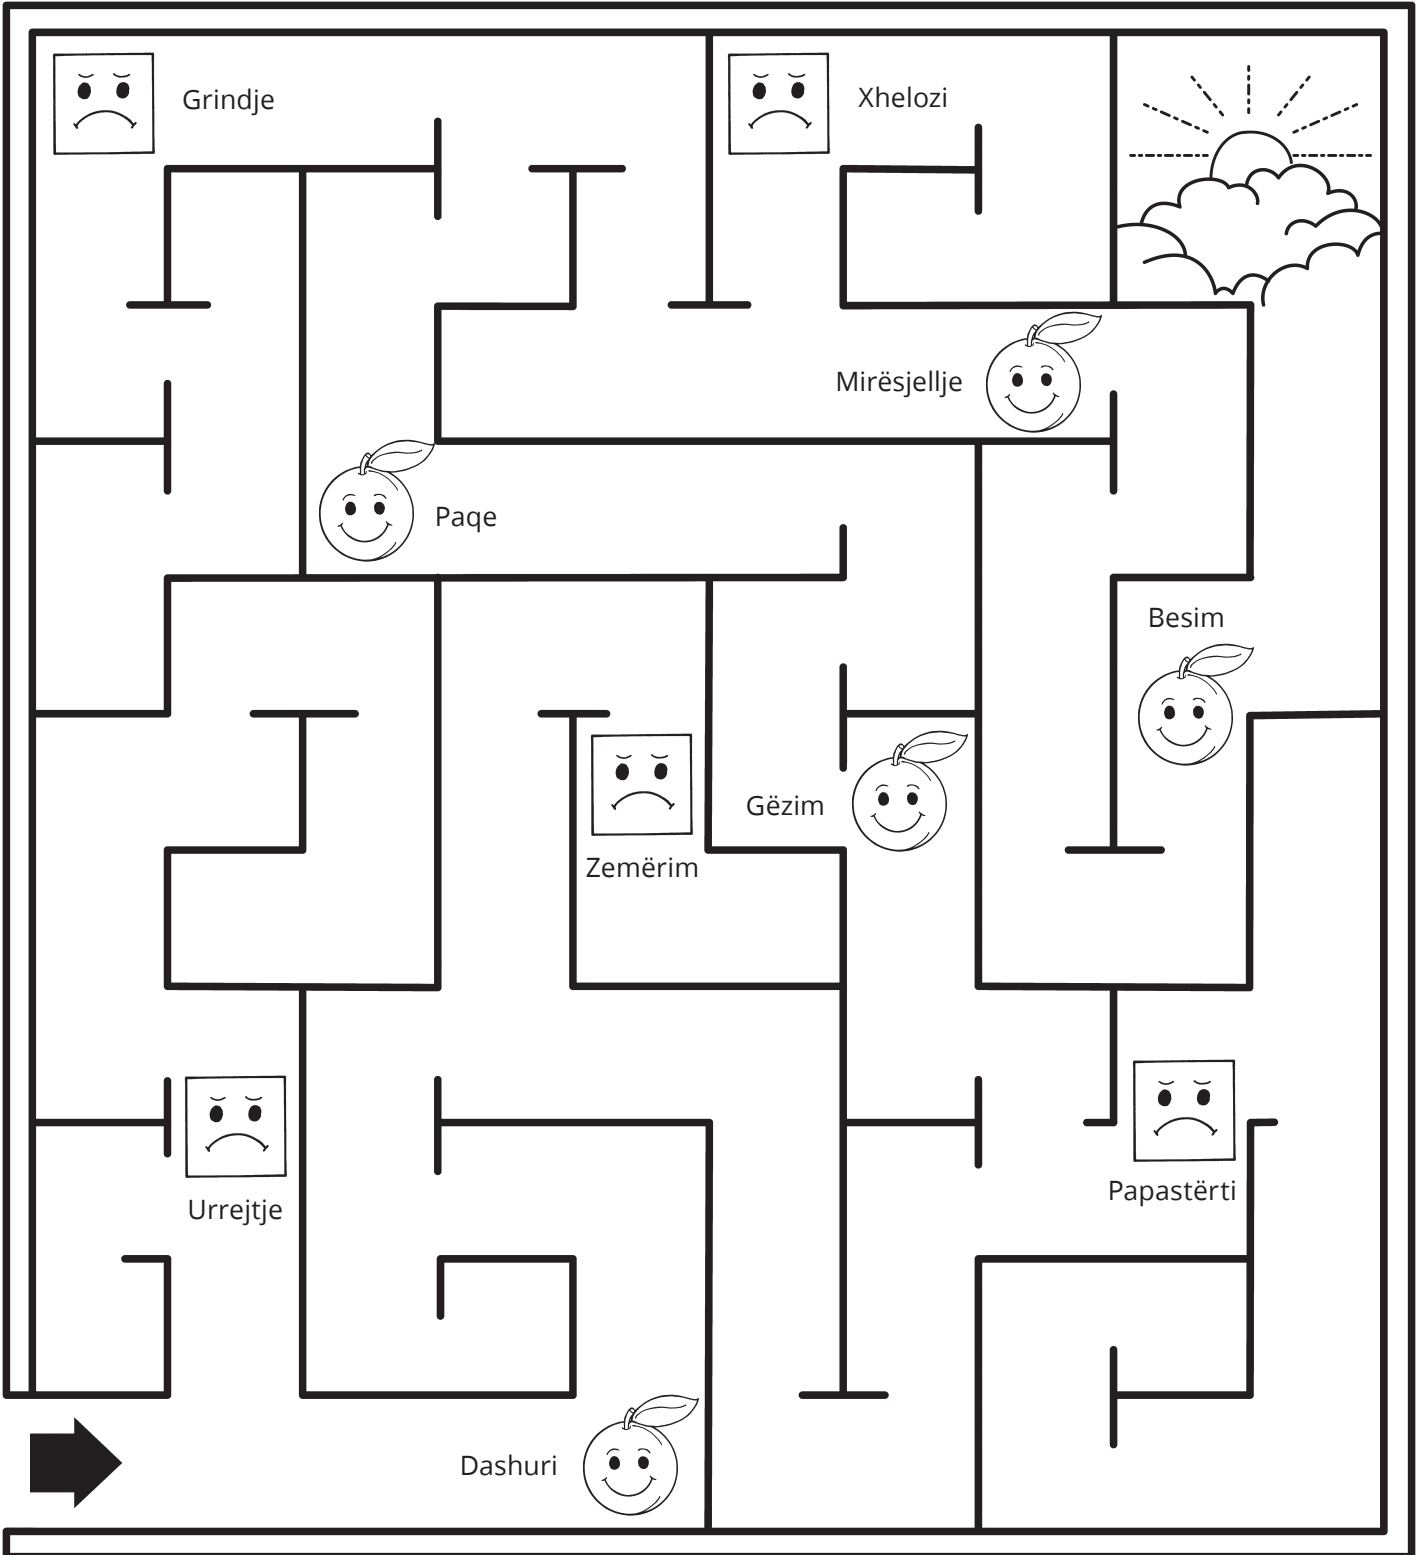 Grindje
Xhelozi
Mirësjellje
Paqe
Besim
Gëzim
Zemërim
Papastërti
Urrejtje
Dashuri